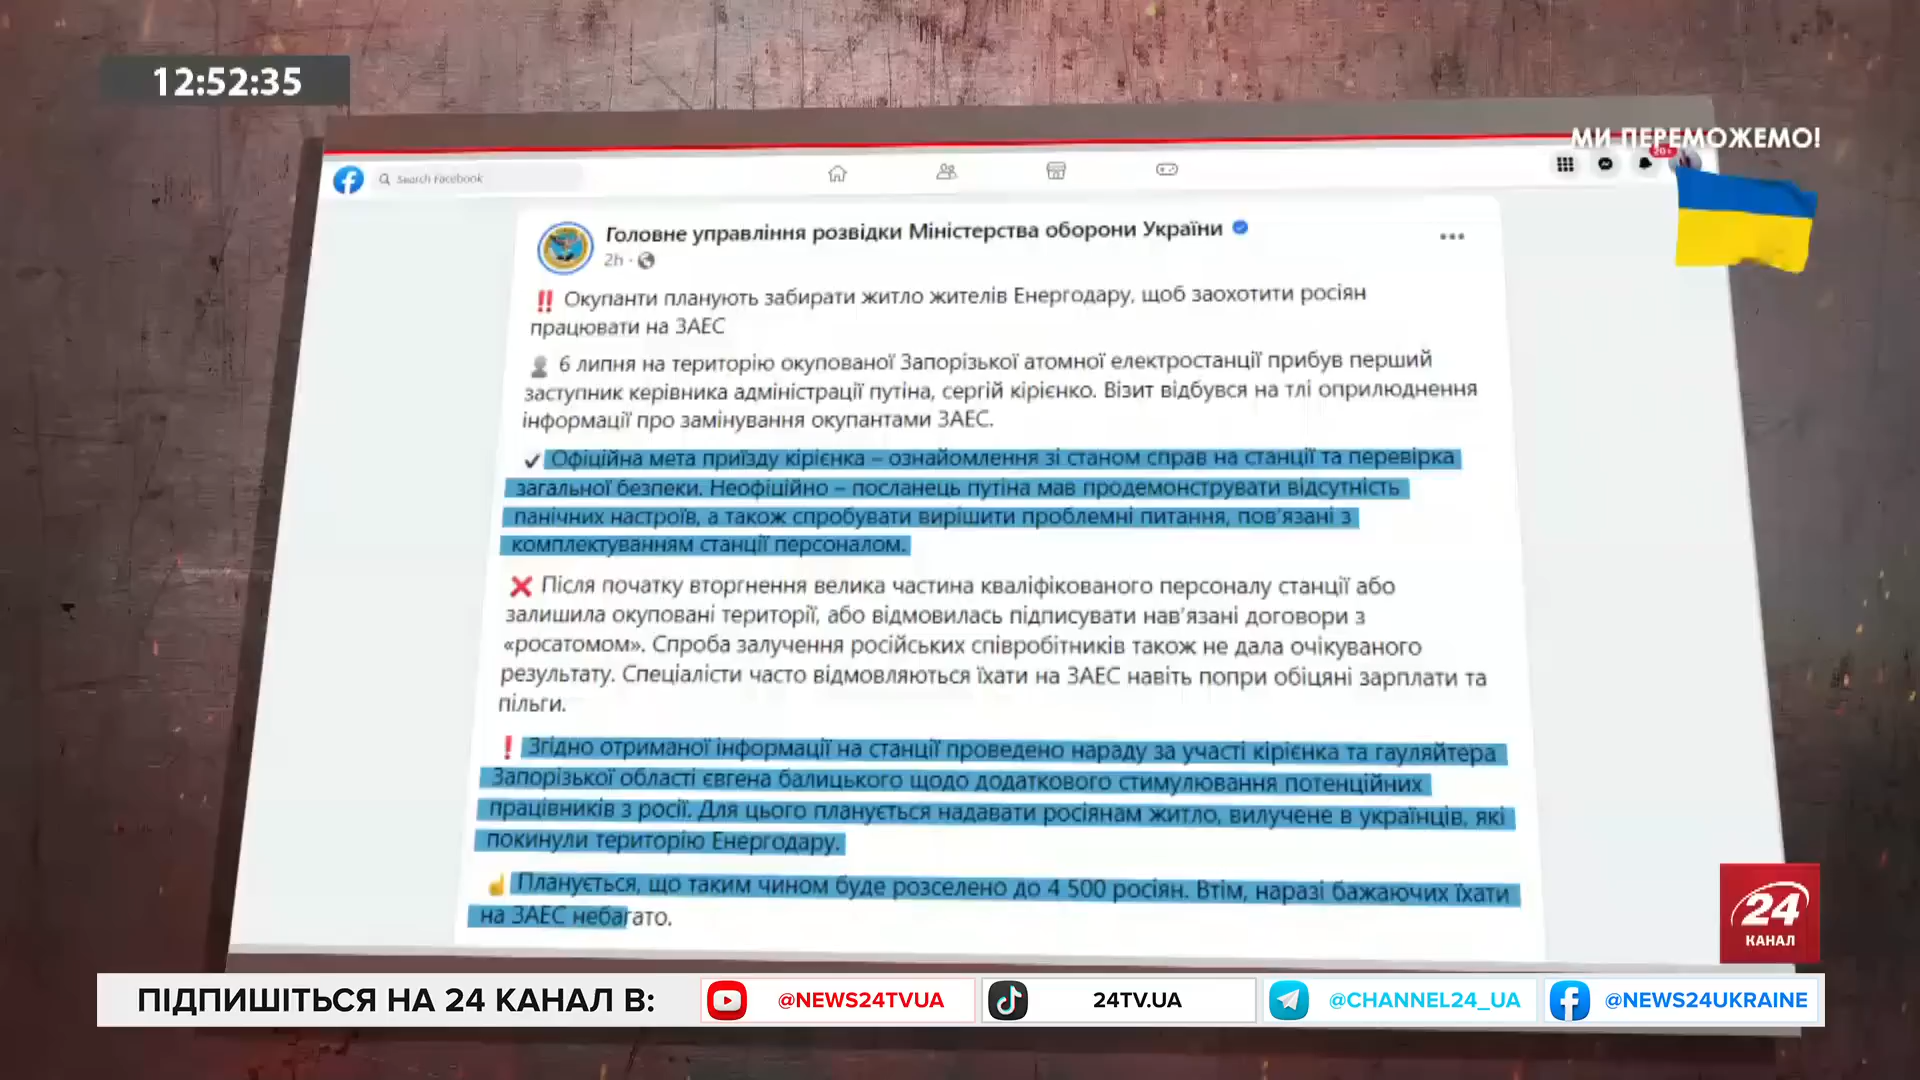 12:52:35
МИ ПЕРЕМОЖЕМО!
Search Facebook
20+
Головне управління розвідки Міністерства оборони України
2h
Окупанти планують забирати житло жителів Енергодару, щоб заохотити росіян
працювати на ЗАЕС
6 липня на територію окупованої Запорізької атомної електростанції прибув перший
заступник керівника адміністрації путіна, сергій кірієнко. Візит відбувся на тлі оприлюднення
інформації про замінування окупантами ЗАЕС.
Офіційна мета приїзду кірієнка – ознайомлення зі станом справ на станції та перевірка
загальної безпеки. Неофіційно – посланець путіна мав продемонструвати відсутність
панічних настроїв, а також спробувати вирішити проблемні питання, пов'язані з
комплектуванням станції персоналом.
Після початку вторгнення велика частина кваліфікованого персоналу станції або
залишила окуповані території, або відмовилась підписувати нав'язані договори з
«росатомом». Спроба залучення російських співробітників також не дала очікуваного
результату. Спеціалісти часто відмовляються їхати на ЗАЕС навіть попри обіцяні зарплати та
пільги.
Згідно отриманої інформації на станції проведено нараду за участі кірієнка та гауляйтера
Запорізької області євгена балицького щодо додаткового стимулювання потенційних
працівників з росії. Для цього планується надавати росіянам житло, вилучене в українців, які
покинули територію Енергодару.
Планується, що таким чином буде розселено до 4 500 росіян. Втім, наразі бажаючих їхати
на ЗАЕС небагато.
24
КАНАЛ
ПІДПИШІТЬСЯ НА 24 КАНАЛ В: @NEWS24TVUA 24TV.UA @CHANNEL24_UA @NEWS24UKRAINE